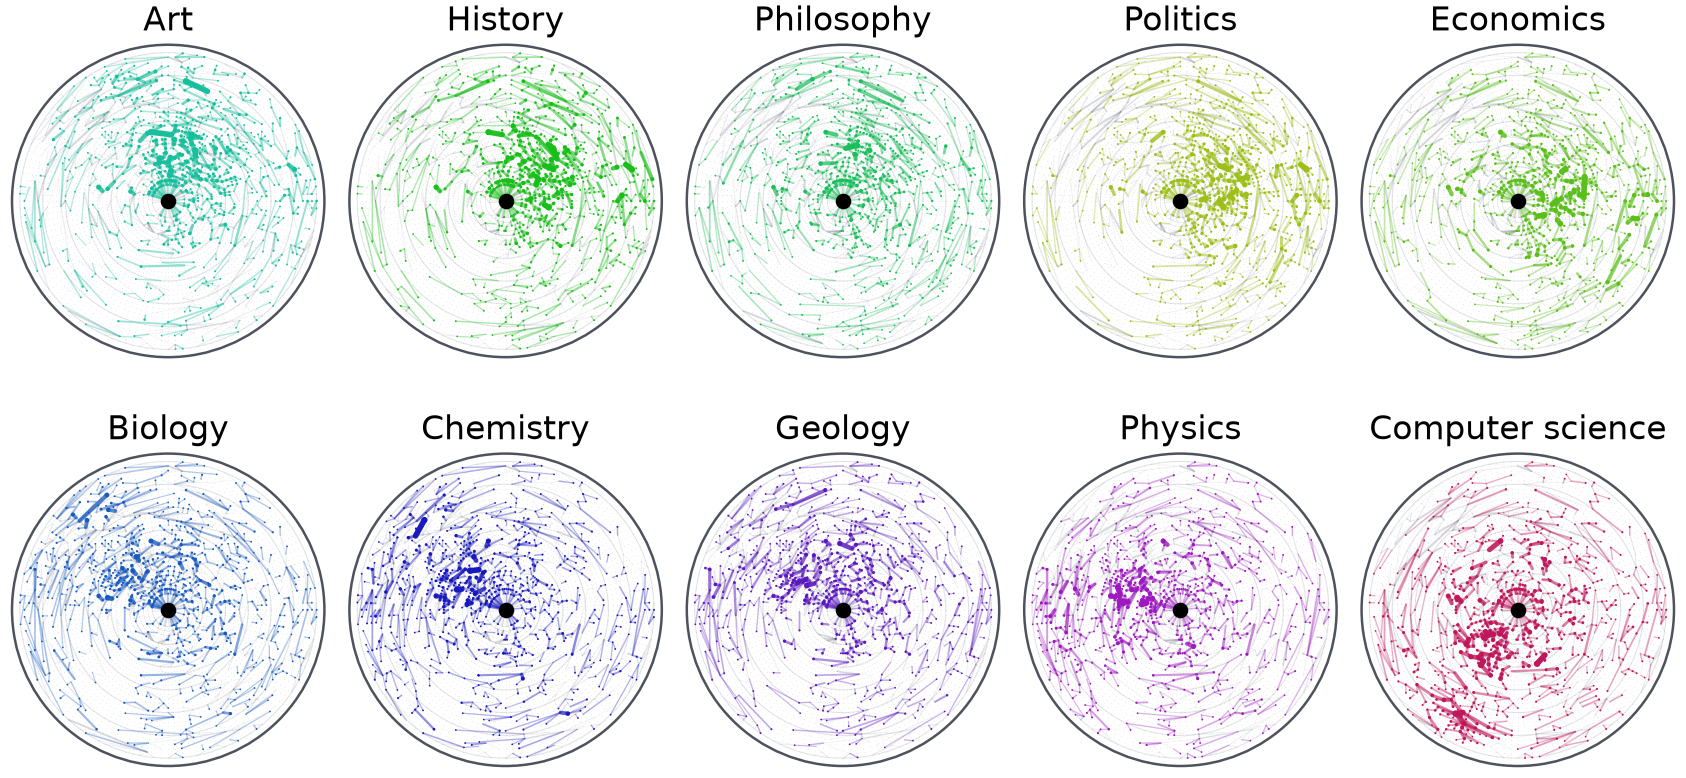 Art
History
Philosophy
Politics
Economics
Biology
Chemistry
Geology
Physics
Computer science